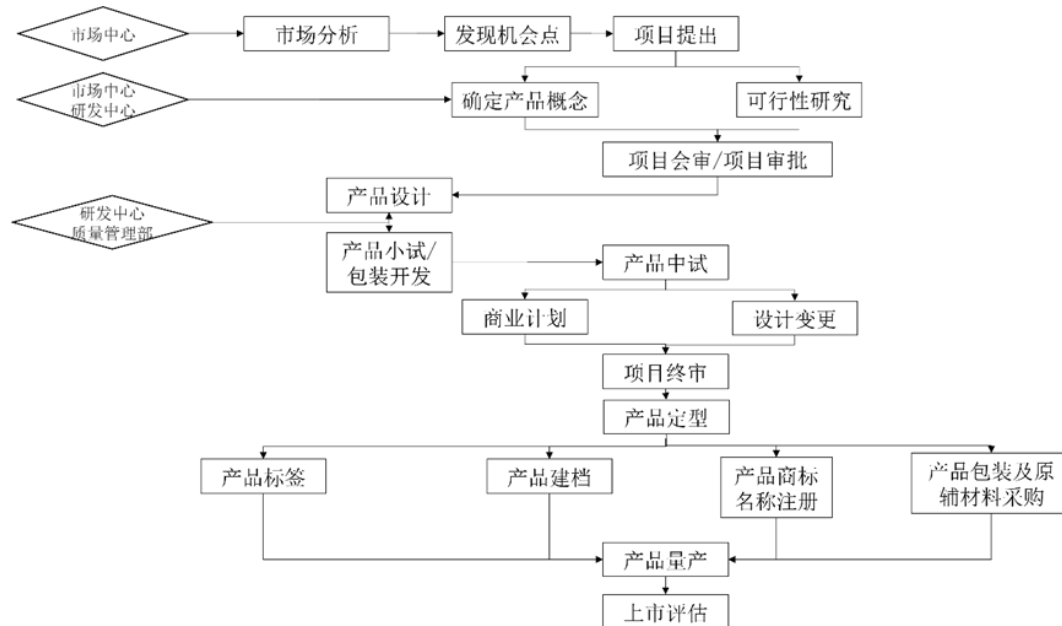 市场中心
市场分析
发现机会点
项目提出
市场中心
研发中心
确定产品概念
可行性研究
项目会审/项目审批
产品设计
研发中心
质量管理部
产品小试/
包装开发
产品中试
商业计划
设计变更
项目终审
产品定型
产品标签
产品建档
产品商标
名称注册
产品包装及原
辅材料采购
产品量产
上市评估